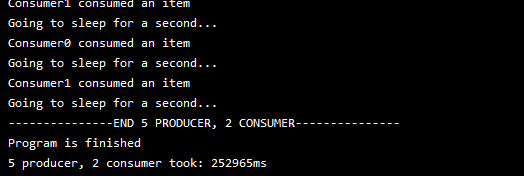 Consumer1 consumed an item
Going to sleep for a second...
Consumer0 consumed an item
Going to sleep for a second...
Consumer1 consumed an item
Going to sleep for a second...
---------------END 5 PRODUCER, 2 CONSUMER---------------
Program is finished
5 producer, 2 consumer took: 252965ms